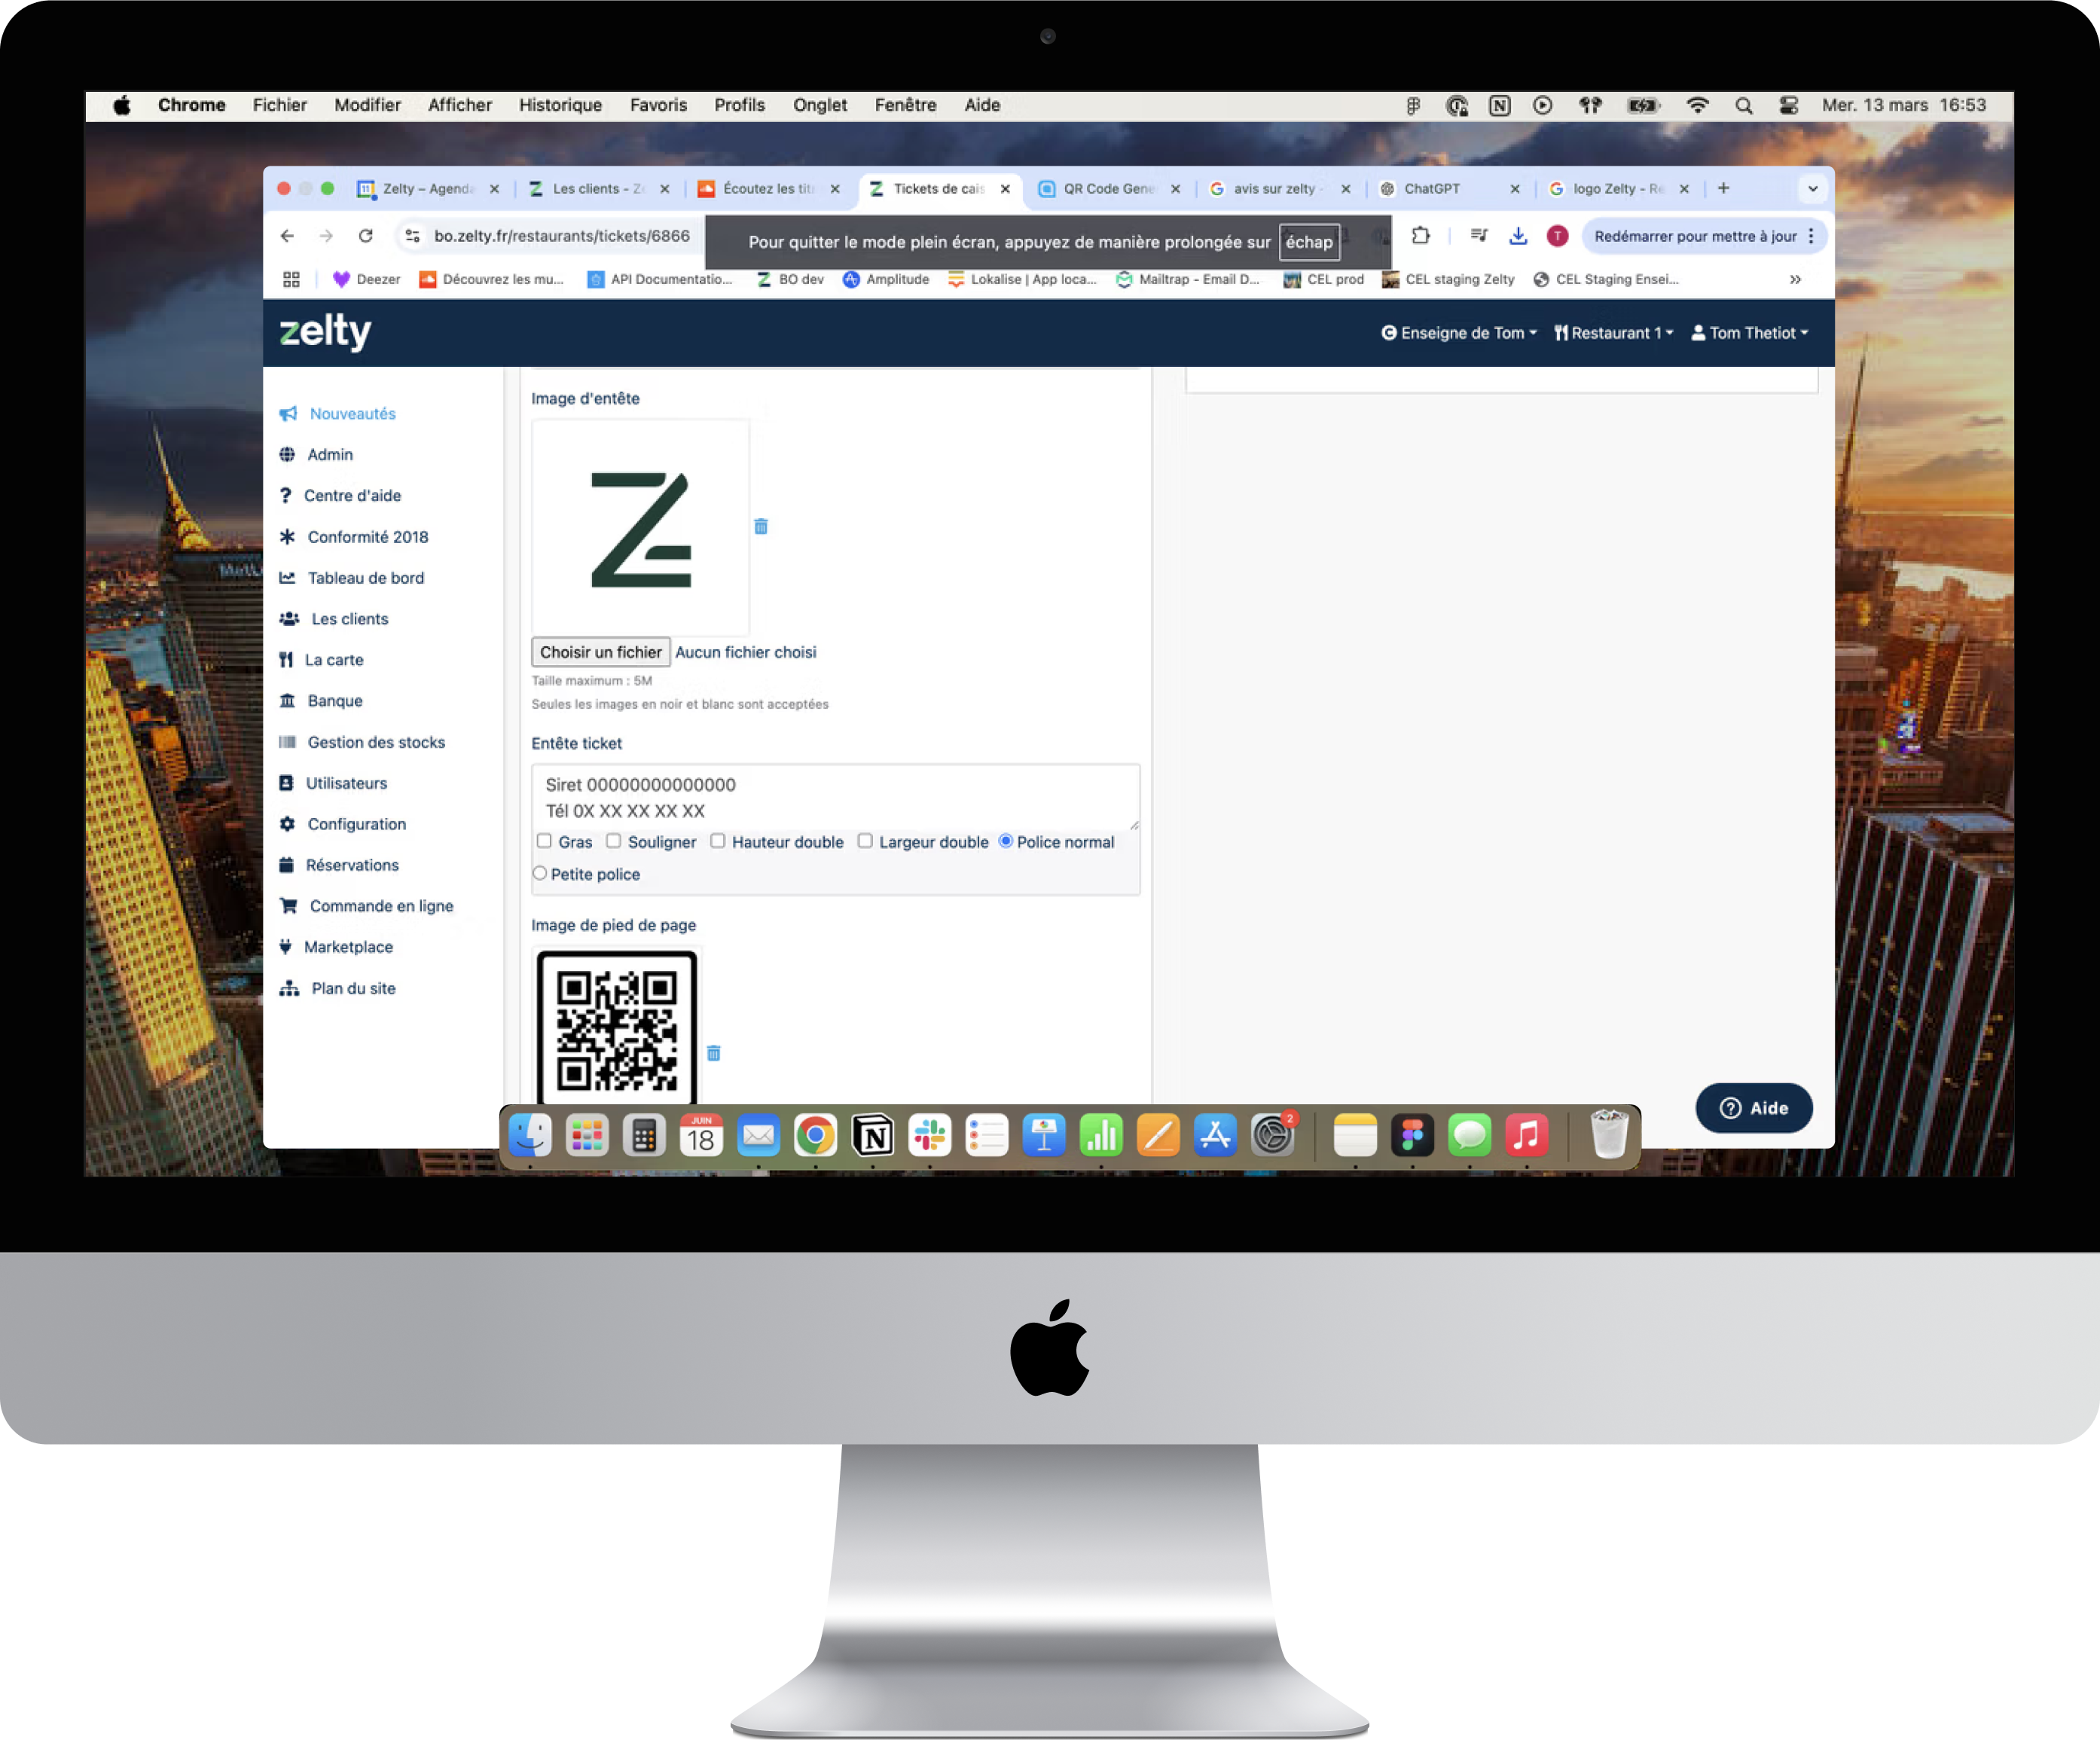 Chrome Fichier Modifier Afficher Historique Favoris Profils Onglet Fenêtre Aide Mer. 13 mars 16:53
Zelty – Agenda Les clients - Ze Écoutez les titr Tickets de cais QR Code Gene avis sur zelty - ChatGPT logo Zelty - Re
bo.zelty.fr/restaurants/tickets/6866 Pour quitter le mode plein écran, appuyez de manière prolongée sur échap T Redémarrer pour mettre à jour
Deezer Découvrez les mu... API Documentatio... BO dev Amplitude Lokalise | App loca... Mailtrap - Email D... CEL prod CEL staging Zelty CEL Staging Ensei... »
zelty Enseigne de Tom Restaurant 1 Tom Thetiot
Nouveautés
Admin
Centre d'aide
Conformité 2018
Tableau de bord
Les clients
La carte
Banque
Gestion des stocks
Utilisateurs
Configuration
Réservations
Commande en ligne
Marketplace
Plan du site
Image d'entête
Choisir un fichier Aucun fichier choisi
Taille maximum : 5M
Seules les images en noir et blanc sont acceptées
Entête ticket
Siret 00000000000000
Tél 0X XX XX XX XX
Gras Souligner Hauteur double Largeur double Police normal
Petite police
Image de pied de page
Aide
JUIN
18
2